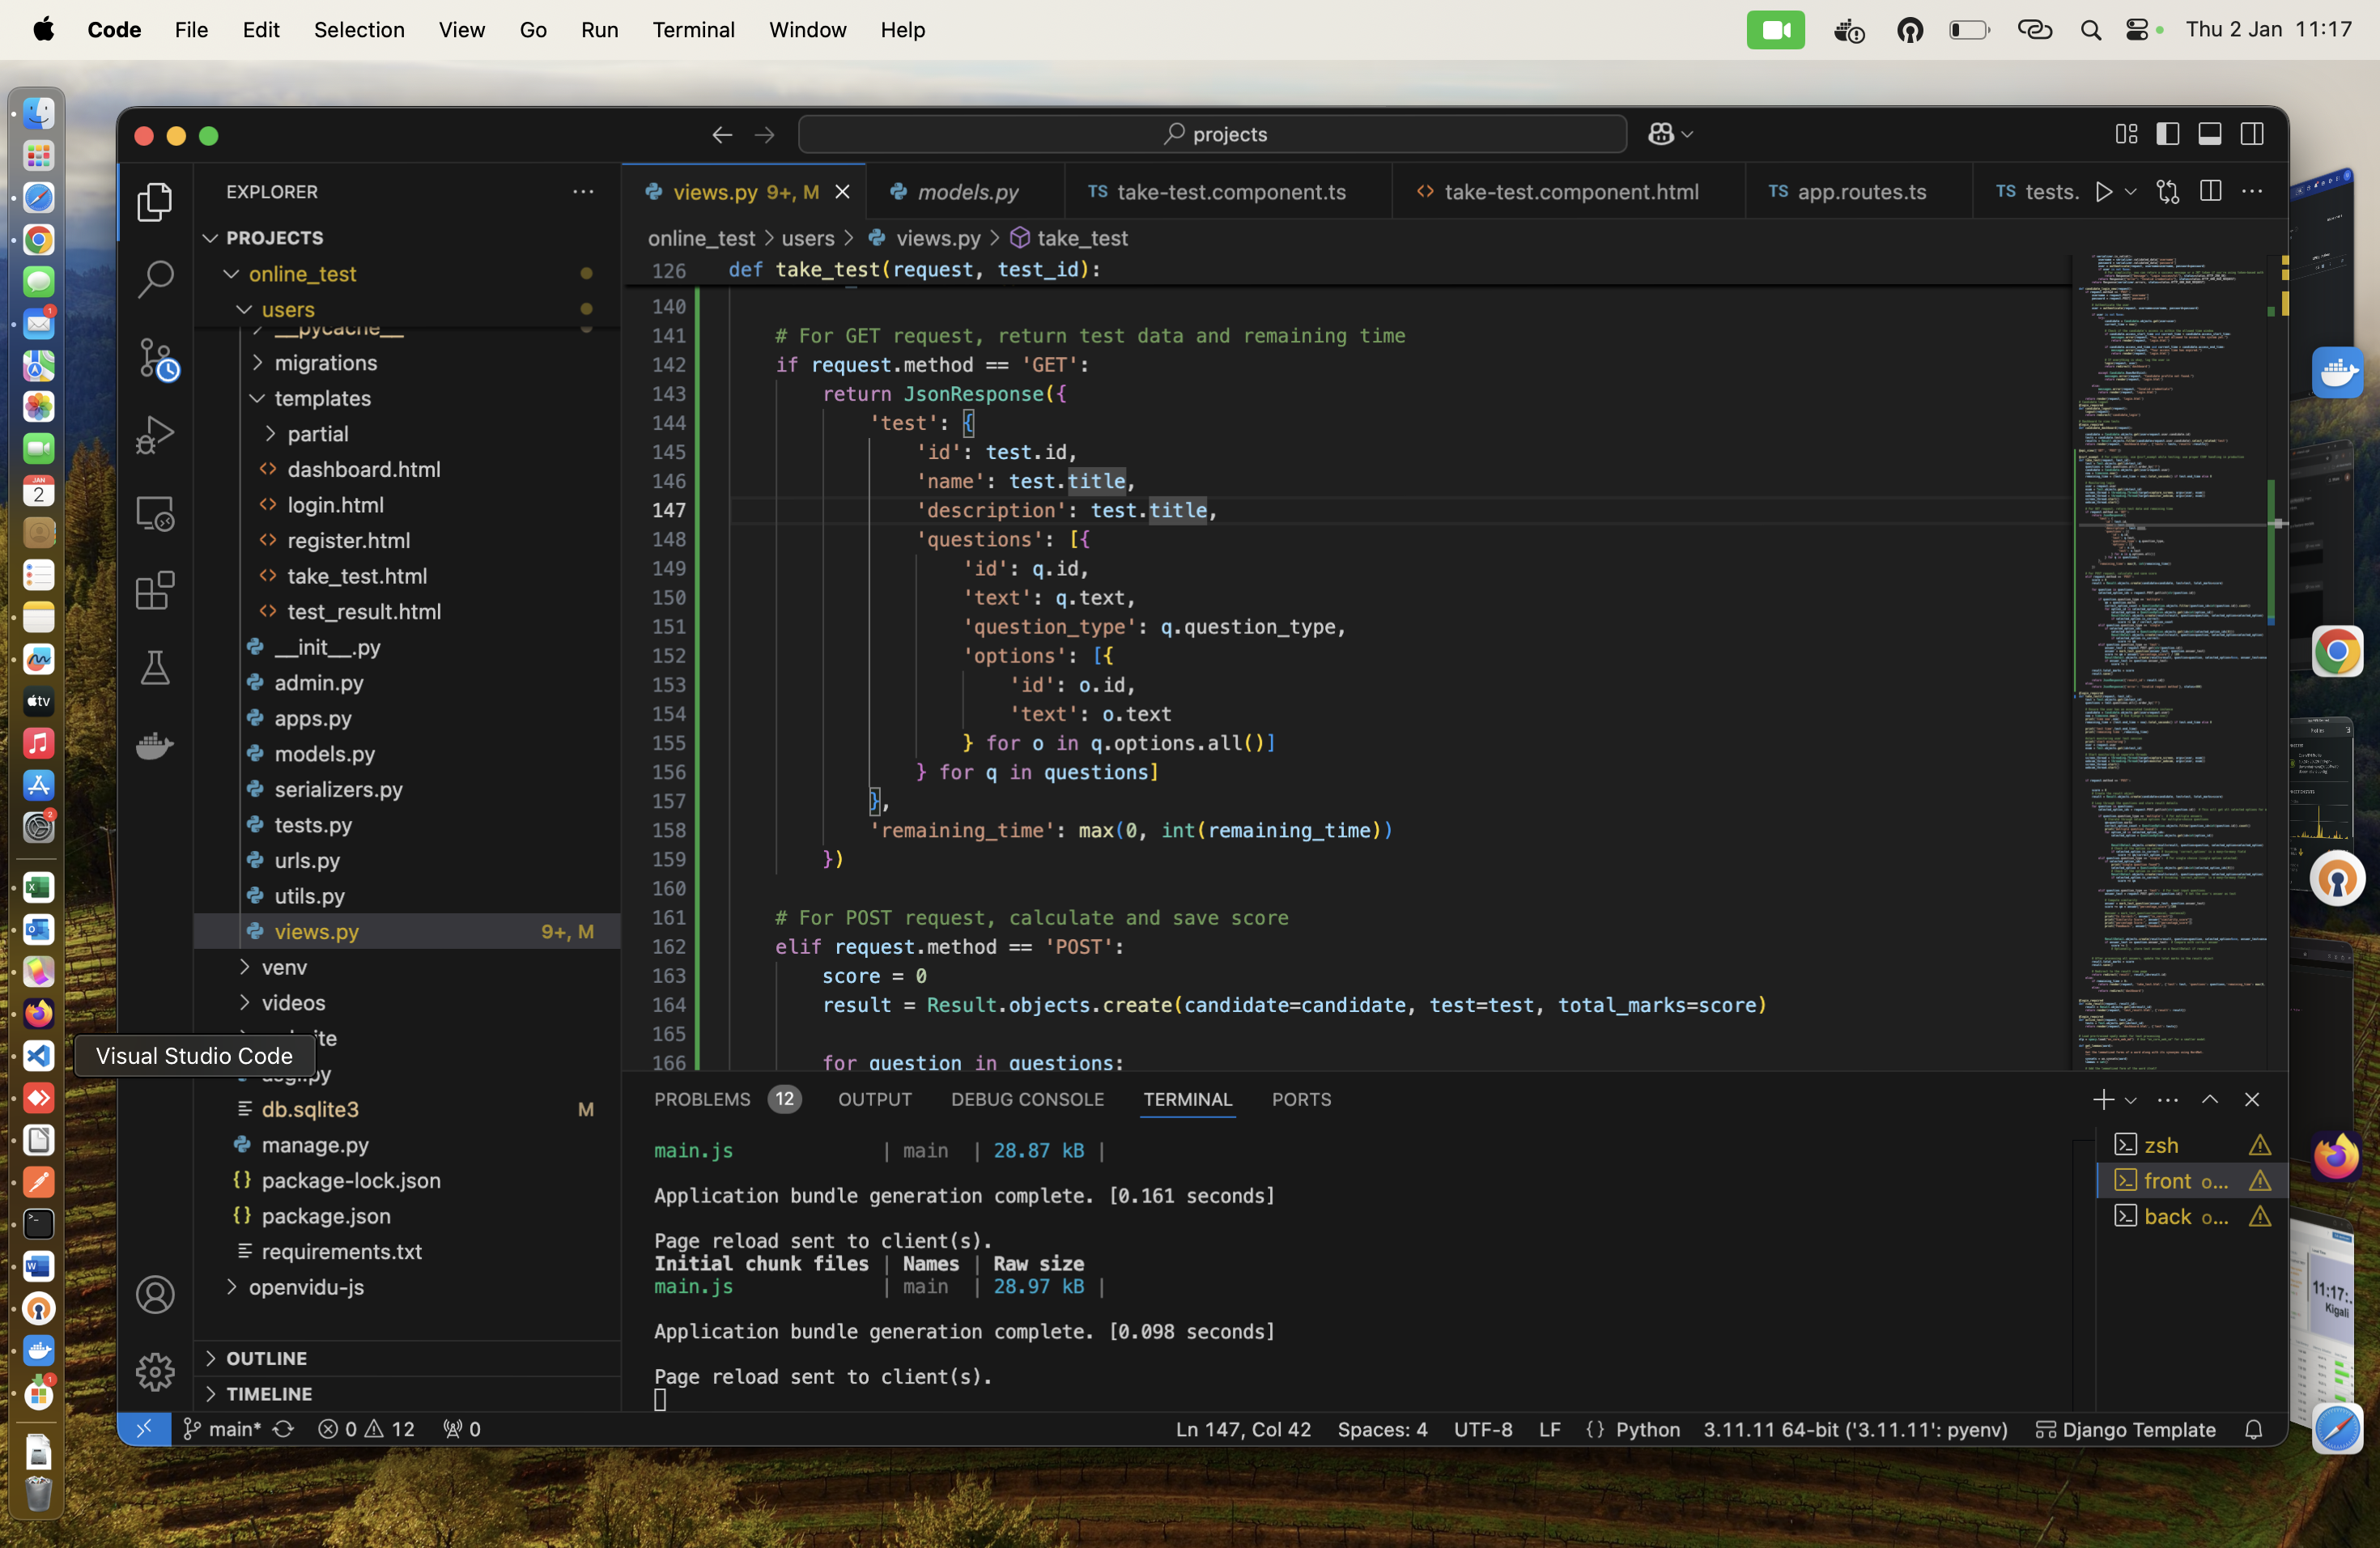 Code File Edit Selection View Go Run Terminal Window Help
Thu 2 Jan 11:17
projects
EXPLORER
PROJECTS
online_test
users
__pycache__
migrations
templates
partial
dashboard.html
login.html
register.html
take_test.html
test_result.html
__init__.py
admin.py
apps.py
models.py
serializers.py
tests.py
urls.py
utils.py
views.py 9+, M
venv
videos
Visual Studio Code
db.sqlite3 M
manage.py
package-lock.json
package.json
requirements.txt
openvidu-js
OUTLINE
TIMELINE
views.py 9+, M
models.py
TS take-test.component.ts
take-test.component.html
TS app.routes.ts
TS tests.
online_test > users > views.py > take_test
126 def take_test(request, test_id):
140
141 # For GET request, return test data and remaining time
142 if request.method == 'GET':
143 return JsonResponse({
144 'test': {
145 'id': test.id,
146 'name': test.title,
147 'description': test.title,
148 'questions': [{
149 'id': q.id,
150 'text': q.text,
151 'question_type': q.question_type,
152 'options': [{
153 'id': o.id,
154 'text': o.text
155 } for o in q.options.all()]
156 } for q in questions]
157 },
158 'remaining_time': max(0, int(remaining_time))
159 })
160
161 # For POST request, calculate and save score
162 elif request.method == 'POST':
163 score = 0
164 result = Result.objects.create(candidate=candidate, test=test, total_marks=score)
165
166 for question in questions:
PROBLEMS 12 OUTPUT DEBUG CONSOLE TERMINAL PORTS
main.js | main | 28.87 kB |
Application bundle generation complete. [0.161 seconds]
Page reload sent to client(s).
Initial chunk files | Names | Raw size
main.js | main | 28.97 kB |
Application bundle generation complete. [0.098 seconds]
Page reload sent to client(s).
zsh
front o...
back o...
main* 0 12 0
Ln 147, Col 42 Spaces: 4 UTF-8 LF {} Python 3.11.11 64-bit ('3.11.11': pyenv) Django Template
JAN
2
tv
11:17:
Kigali